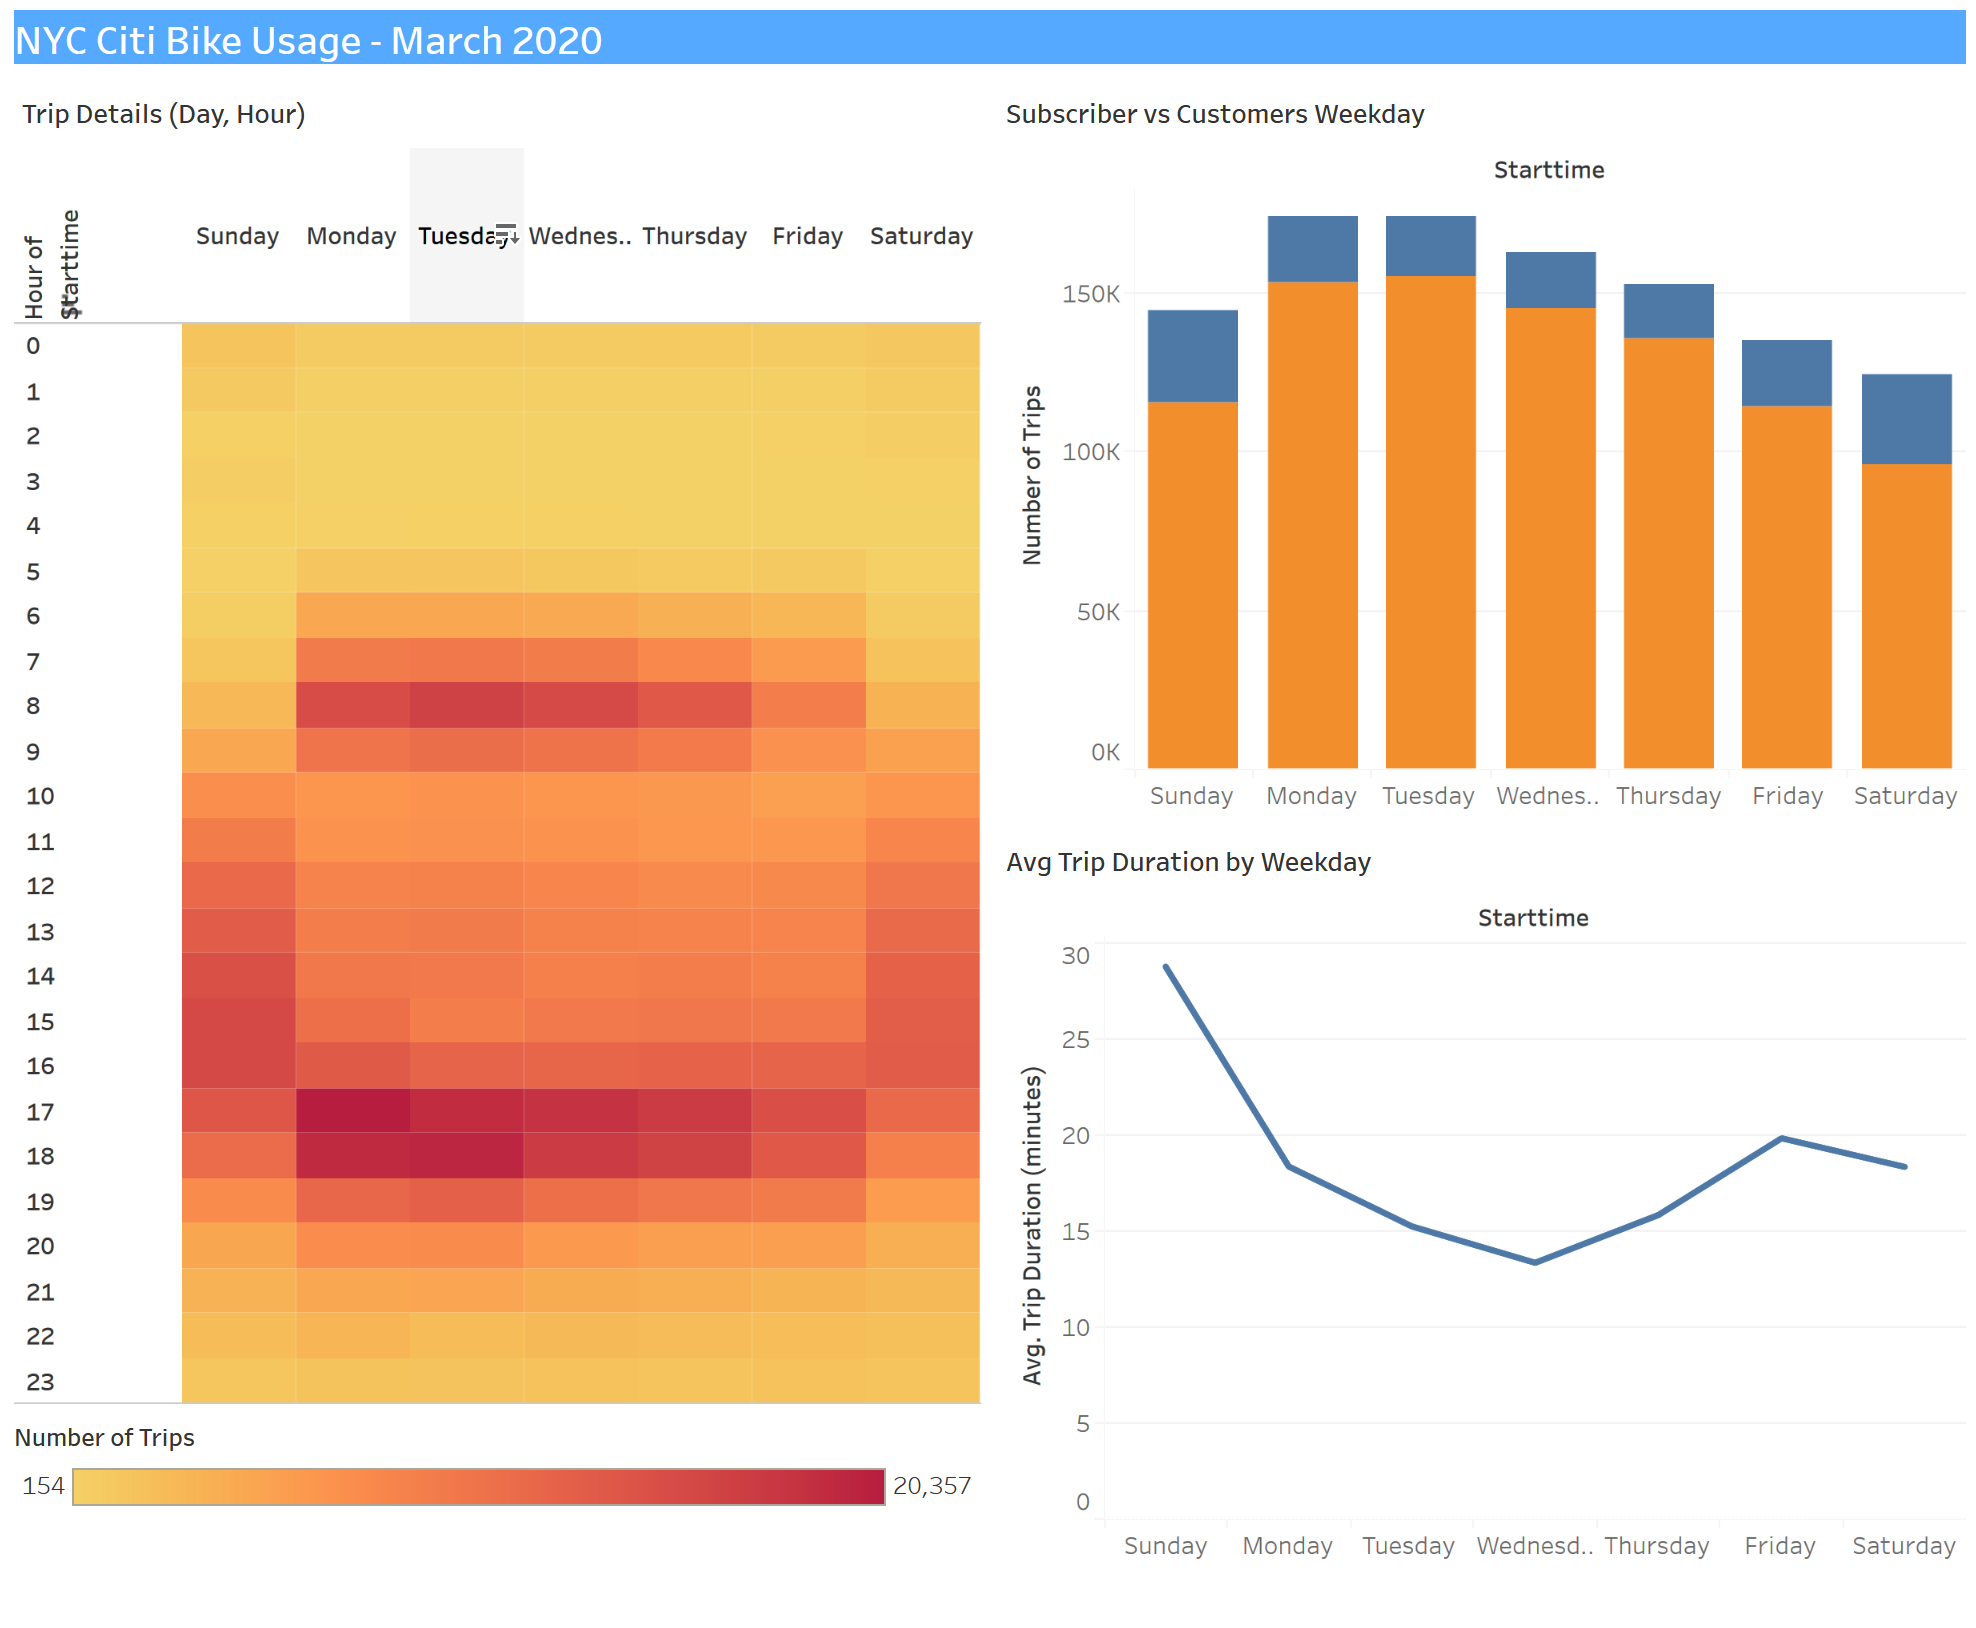 NYC Citi Bike Usage - March 2020
Trip Details (Day, Hour)
Hour of
Starttime
Sunday Monday Tuesday Wednes.. Thursday Friday Saturday
0
1
2
3
4
5
6
7
8
9
10
11
12
13
14
15
16
17
18
19
20
21
22
23
Number of Trips
154 20,357
Subscriber vs Customers Weekday
Starttime
Number of Trips
150K
100K
50K
0K
Sunday Monday Tuesday Wednes.. Thursday Friday Saturday
Avg Trip Duration by Weekday
Starttime
Avg. Trip Duration (minutes)
30
25
20
15
10
5
0
Sunday Monday Tuesday Wednesd.. Thursday Friday Saturday